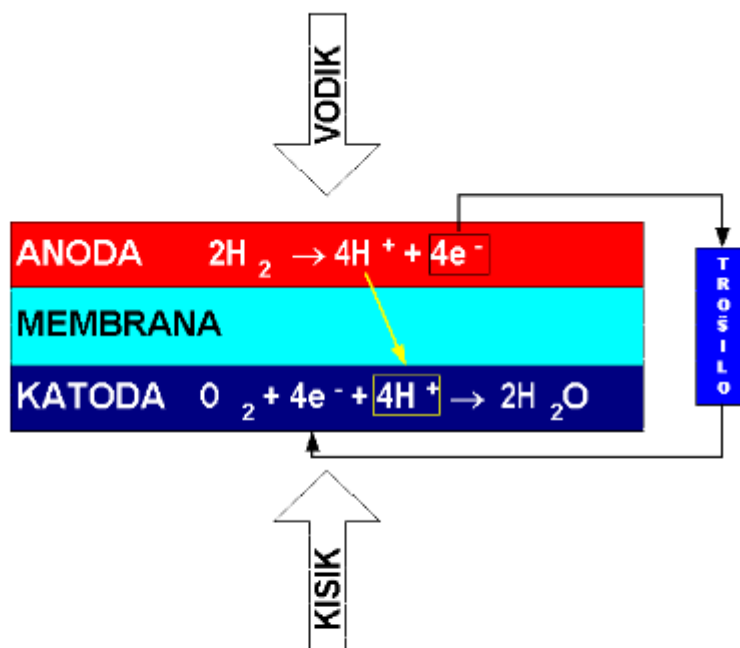 VODIK
ANODA 2H₂ → 4H⁺ + 4e⁻
TROŠILO
MEMBRANA
KATODA O₂ + 4e⁻ + 4H⁺ → 2H₂O
KISIK